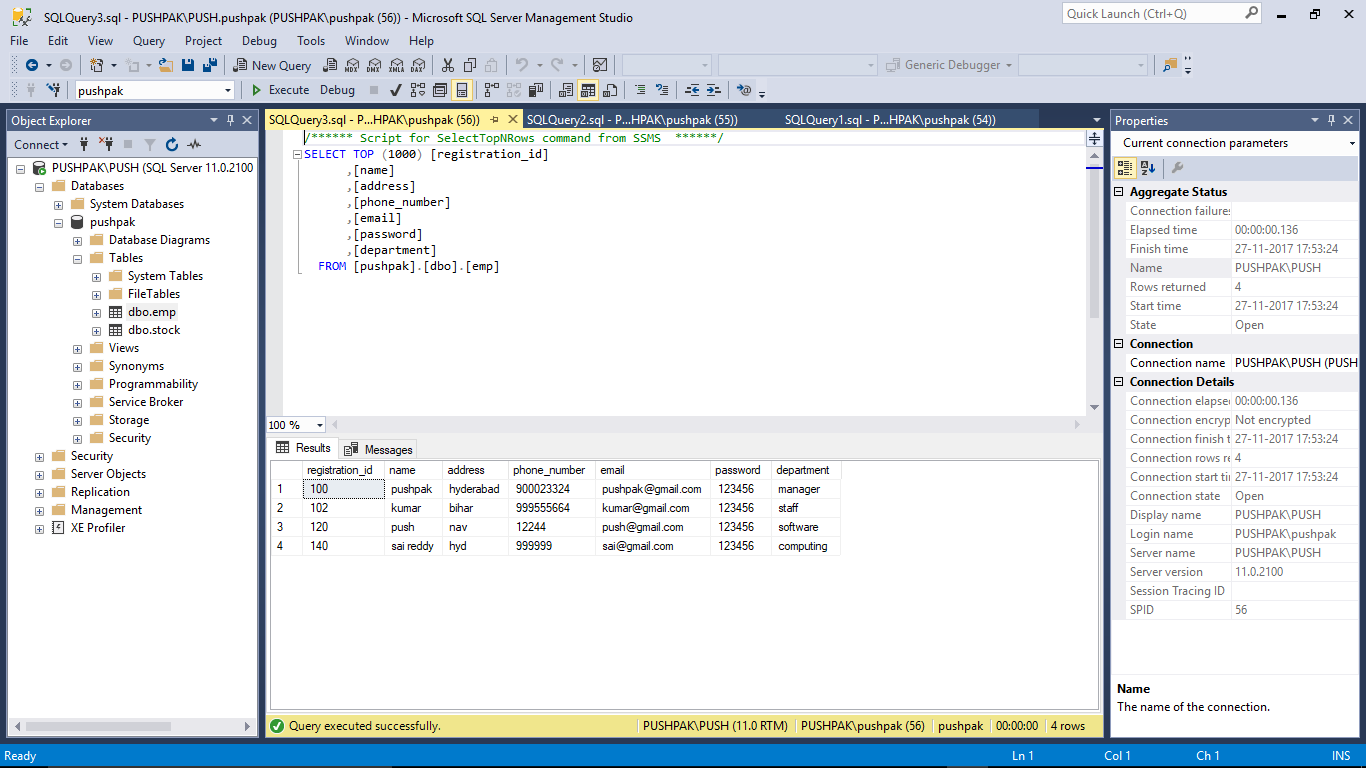 SQLQuery3.sql - PUSHPAK\PUSH.pushpak (PUSHPAK\pushpak (56)) - Microsoft SQL Server Management Studio
Quick Launch (Ctrl+Q)
File Edit View Query Project Debug Tools Window Help
New Query MDX DMX XMLA DAX Generic Debugger
pushpak Execute Debug
Object Explorer
Connect
PUSHPAK\PUSH (SQL Server 11.0.2100
Databases
System Databases
pushpak
Database Diagrams
Tables
System Tables
FileTables
dbo.emp
dbo.stock
Views
Synonyms
Programmability
Service Broker
Storage
Security
Security
Server Objects
Replication
Management
XE Profiler
SQLQuery3.sql - P...HPAK\pushpak (56)) SQLQuery2.sql - P...HPAK\pushpak (55)) SQLQuery1.sql - P...HPAK\pushpak (54))
/****** Script for SelectTopNRows command from SSMS ******/
SELECT TOP (1000) [registration_id]
,[name]
,[address]
,[phone_number]
,[email]
,[password]
,[department]
FROM [pushpak].[dbo].[emp]
100 %
Results Messages
registration_id name address phone_number email password department
1 100 pushpak hyderabad 900023324 pushpak@gmail.com 123456 manager
2 102 kumar bihar 999555664 kumar@gmail.com 123456 staff
3 120 push nav 12244 push@gmail.com 123456 software
4 140 sai reddy hyd 999999 sai@gmail.com 123456 computing
Query executed successfully. PUSHPAK\PUSH (11.0 RTM) PUSHPAK\pushpak (56) pushpak 00:00:00 4 rows
Properties
Current connection parameters
Aggregate Status
Connection failures
Elapsed time 00:00:00.136
Finish time 27-11-2017 17:53:24
Name PUSHPAK\PUSH
Rows returned 4
Start time 27-11-2017 17:53:24
State Open
Connection
Connection name PUSHPAK\PUSH (PUSH
Connection Details
Connection elapse 00:00:00.136
Connection encryp Not encrypted
Connection finish t 27-11-2017 17:53:24
Connection rows re 4
Connection start ti 27-11-2017 17:53:24
Connection state Open
Display name PUSHPAK\PUSH
Login name PUSHPAK\pushpak
Server name PUSHPAK\PUSH
Server version 11.0.2100
Session Tracing ID
SPID 56
Name
The name of the connection.
Ready Ln 1 Col 1 Ch 1 INS